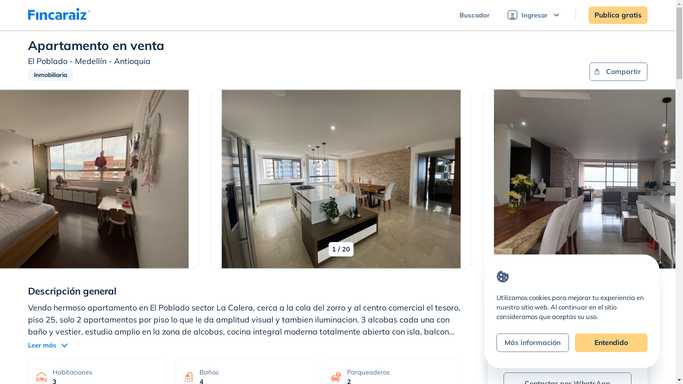 Fincaraiz
Buscador
Ingresar
Publica gratis
Apartamento en venta
El Poblado - Medellín - Antioquia
Inmobiliaria
Compartir
1 / 20
Descripción general
Vendo hermoso apartamento en El Poblado sector La Calera, cerca a la cola del zorro y al centro comercial el tesoro,
piso 25, solo 2 apartamentos por piso lo que le da amplitud visual y tambien iluminacion. 3 alcobas cada una con
baño y vestier, estudio amplio en la zona de alcobas, cocina integral moderna totalmente abierta con isla, balcon...
Leer más
Habitaciones
3
Baños
4
Parqueaderos
2
Utilizamos cookies para mejorar tu experiencia en
nuestro sitio web. Al continuar en el sitio
consideramos que aceptas su uso.
Más información
Entendido
Contactar por WhatsApp